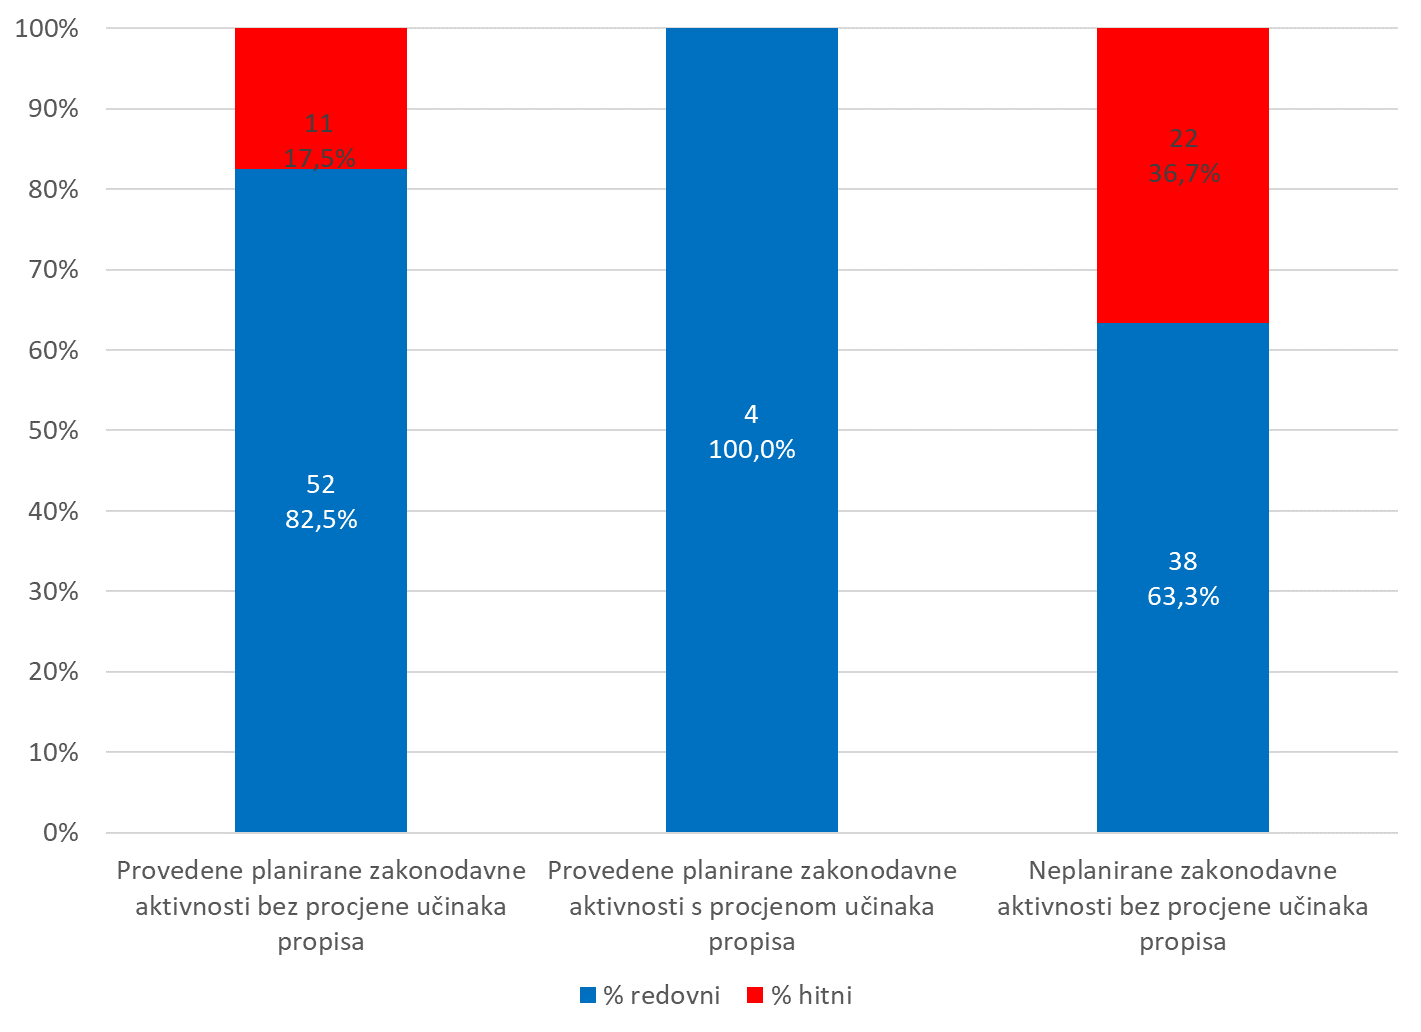 100%
90%
80%
70%
60%
50%
40%
30%
20%
10%
0%
11
17,5%
52
82,5%
4
100,0%
22
36,7%
38
63,3%
Provedene planirane zakonodavne
aktivnosti bez procjene učinaka
propisa
Provedene planirane zakonodavne
aktivnosti s procjenom učinaka
propisa
Neplanirane zakonodavne
aktivnosti bez procjene učinaka
propisa
% redovni
% hitni